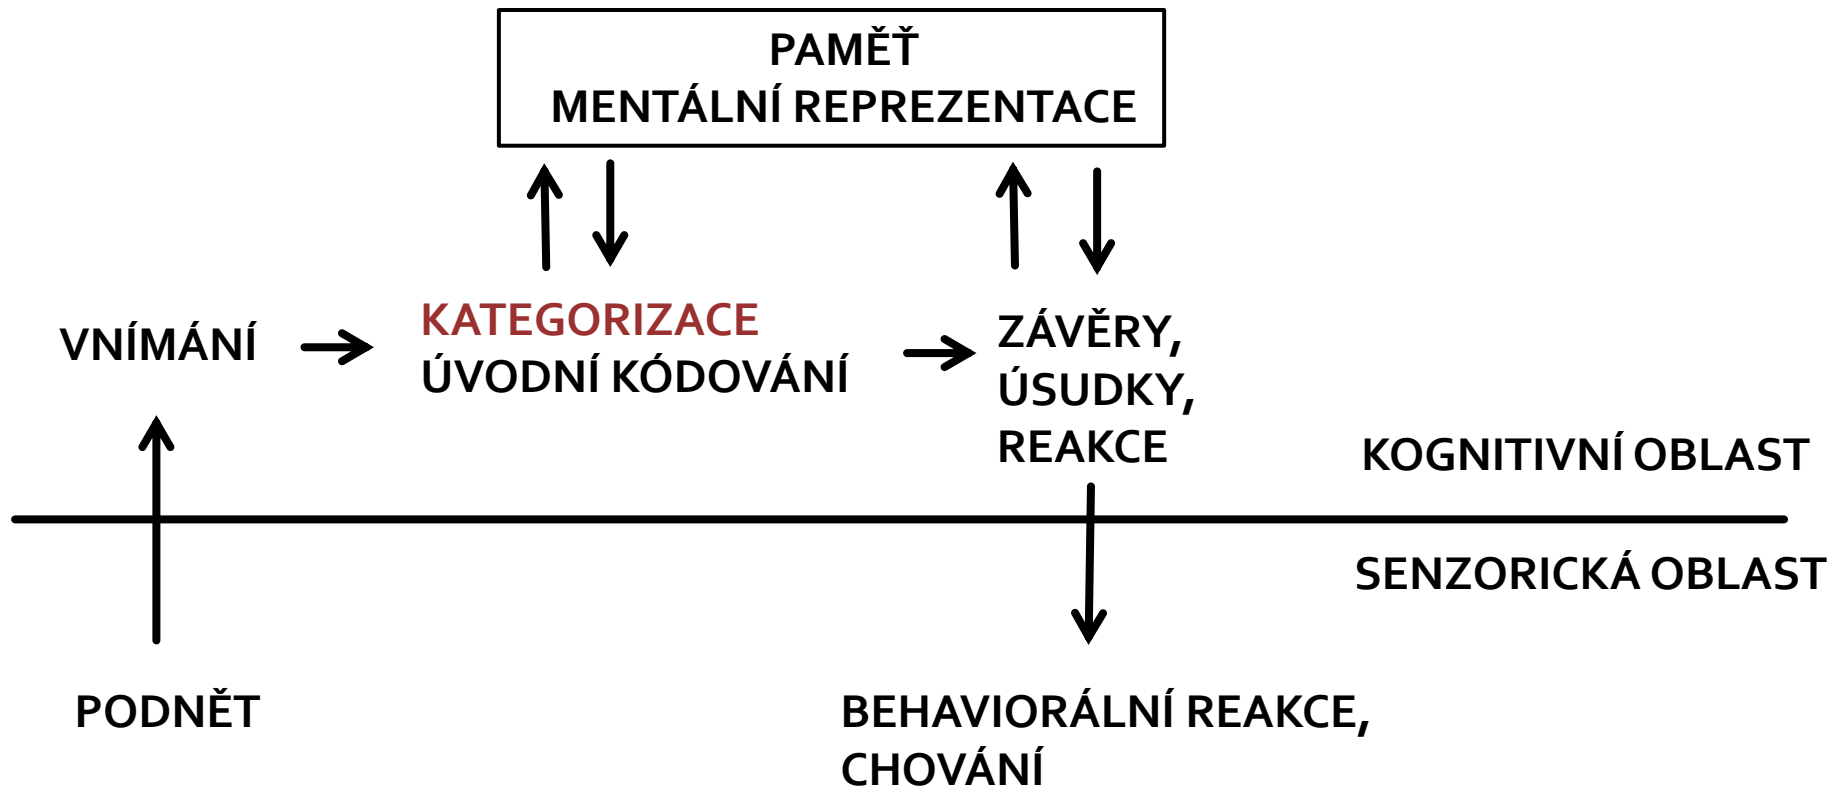 PAMĚŤ
MENTÁLNÍ REPREZENTACE
VNÍMÁNÍ
KATEGORIZACE
ÚVODNÍ KÓDOVÁNÍ
ZÁVĚRY,
ÚSUDKY,
REAKCE
KOGNITIVNÍ OBLAST
SENZORICKÁ OBLAST
PODNĚT
BEHAVIORÁLNÍ REAKCE,
CHOVÁNÍ